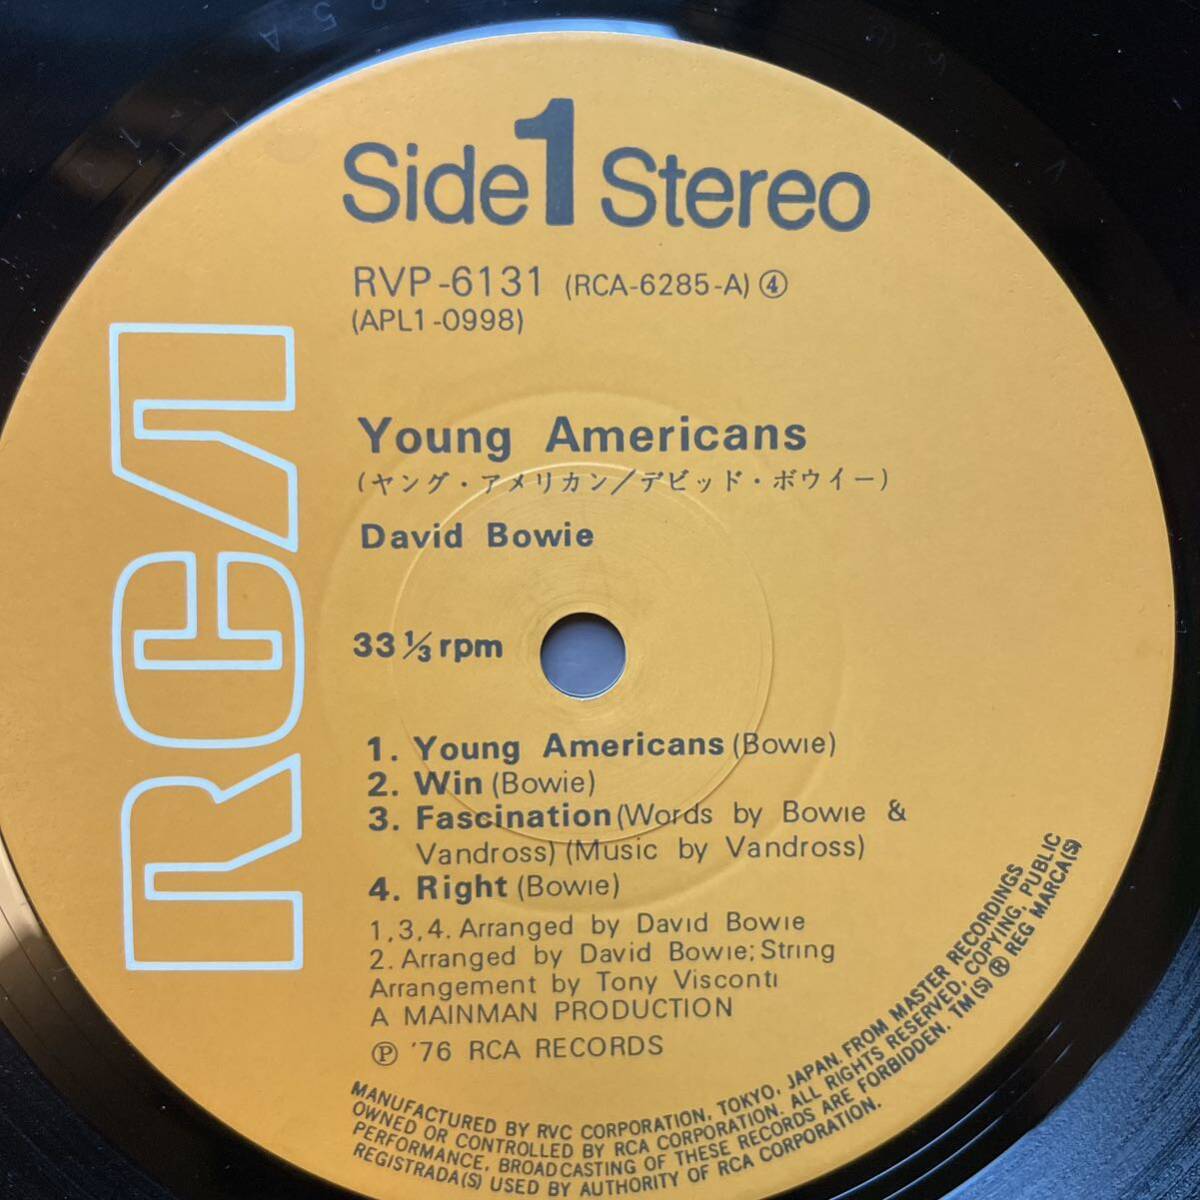 Side 1 Stereo
RVP-6131 (RCA-6285-A) ④
(APL1-0998)
RCA
Young Americans
(ヤング・アメリカン/デビッド・ボウイー)
David Bowie
33 1/3 rpm
1. Young Americans (Bowie)
2. Win (Bowie)
3. Fascination (Words by Bowie &
Vandross) (Music by Vandross)
4. Right (Bowie)
1,3,4. Arranged by David Bowie
2. Arranged by David Bowie; String
Arrangement by Tony Visconti
A MAINMAN PRODUCTION
Ⓟ '76 RCA RECORDS
MANUFACTURED BY RVC CORPORATION, TOKYO, JAPAN. FROM MASTER RECORDINGS
OWNED OR CONTROLLED BY RCA CORPORATION. ALL RIGHTS RESERVED, COPYING, PUBLIC
PERFORMANCE, BROADCASTING OF THESE RECORDS ARE FORBIDDEN. TM(S) ® REG MARCA(S)
REGISTRADA(S) USED BY AUTHORITY OF RCA CORPORATION.